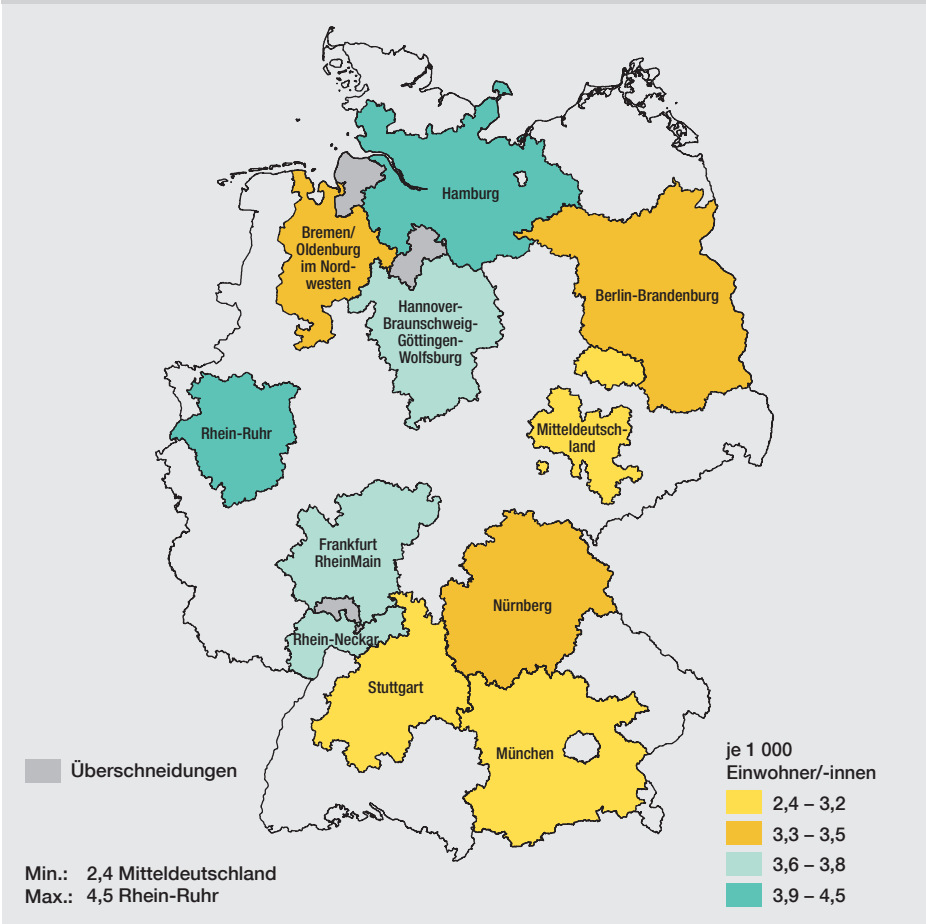 Hamburg
Bremen/
Oldenburg
im Nord-
westen
Berlin-Brandenburg
Hannover-
Braunschweig-
Göttingen-
Wolfsburg
Rhein-Ruhr
Mitteldeutsch-
land
Frankfurt
RheinMain
Nürnberg
Rhein-Neckar
Stuttgart
München
Überschneidungen
je 1 000
Einwohner/-innen
2,4 – 3,2
3,3 – 3,5
3,6 – 3,8
3,9 – 4,5
Min.: 2,4 Mitteldeutschland
Max.: 4,5 Rhein-Ruhr